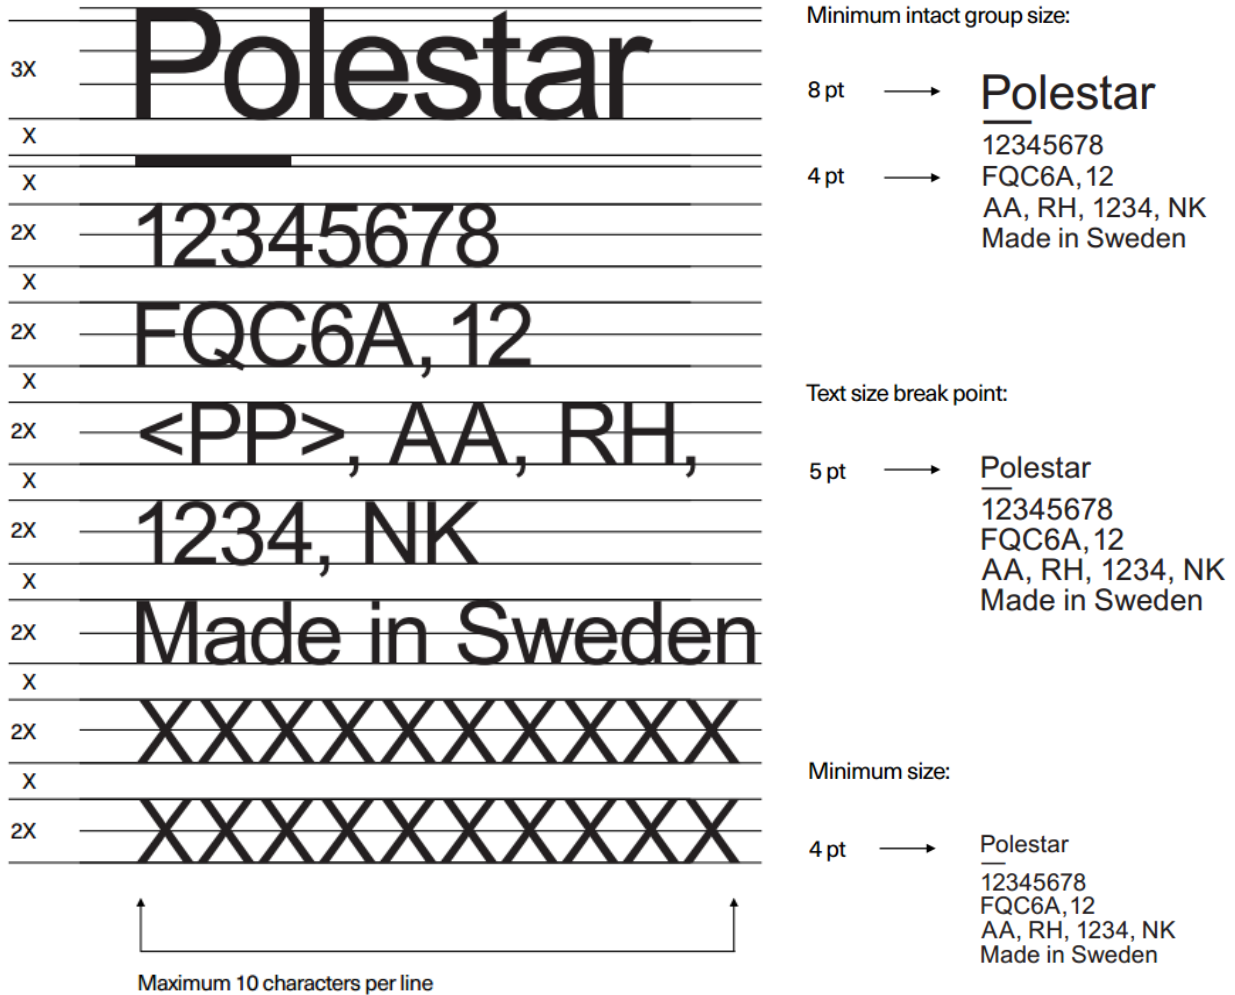 3X
Polestar
X
X
2X
12345678
X
2X
FQC6A, 12
X
2X
<PP>, AA, RH,
X
2X
1234, NK
X
2X
Made in Sweden
X
2X
XXXXXXXXXX
X
2X
XXXXXXXXXX
Maximum 10 characters per line
Minimum intact group size:
8 pt
Polestar
12345678
4 pt
FQC6A, 12
AA, RH, 1234, NK
Made in Sweden
Text size break point:
5 pt
Polestar
12345678
FQC6A, 12
AA, RH, 1234, NK
Made in Sweden
Minimum size:
4 pt
Polestar
12345678
FQC6A, 12
AA, RH, 1234, NK
Made in Sweden